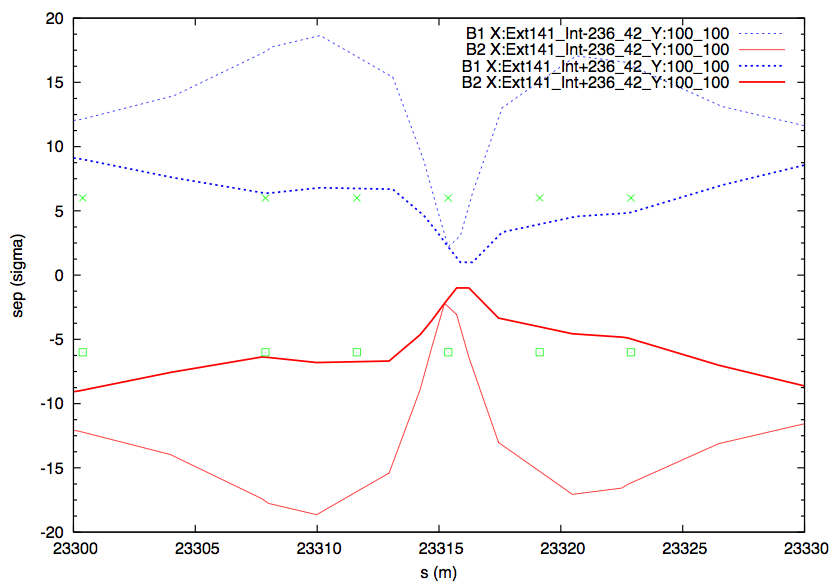 B1 X:Ext141_Int-236_42_Y:100_100
B2 X:Ext141_Int-236_42_Y:100_100
B1 X:Ext141_Int+236_42_Y:100_100
B2 X:Ext141_Int+236_42_Y:100_100
20
15
10
5
0
-5
-10
-15
-20
sep (sigma)
23300 23305 23310 23315 23320 23325 23330
s (m)